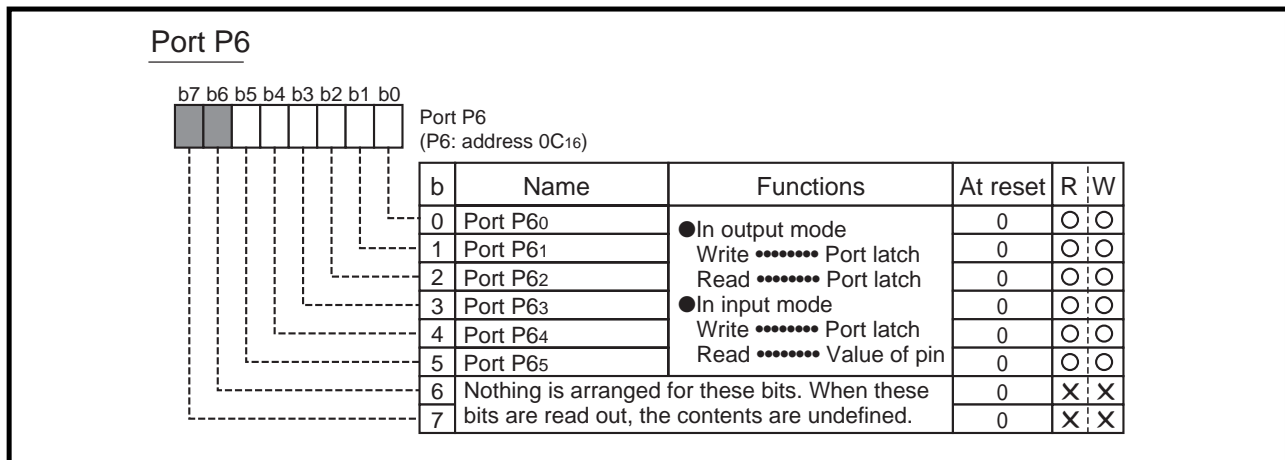 Port P6
b7 b6 b5 b4 b3 b2 b1 b0
Port P6
(P6: address 0C16)
b Name Functions At reset R W
0 Port P60 0 O O
1 Port P61 0 O O
2 Port P62 0 O O
3 Port P63 0 O O
4 Port P64 0 O O
5 Port P65 0 O O
●In output mode
Write •••••••• Port latch
Read •••••••• Port latch
●In input mode
Write •••••••• Port latch
Read •••••••• Value of pin
6 Nothing is arranged for these bits. When these 0 X X
7 bits are read out, the contents are undefined. 0 X X